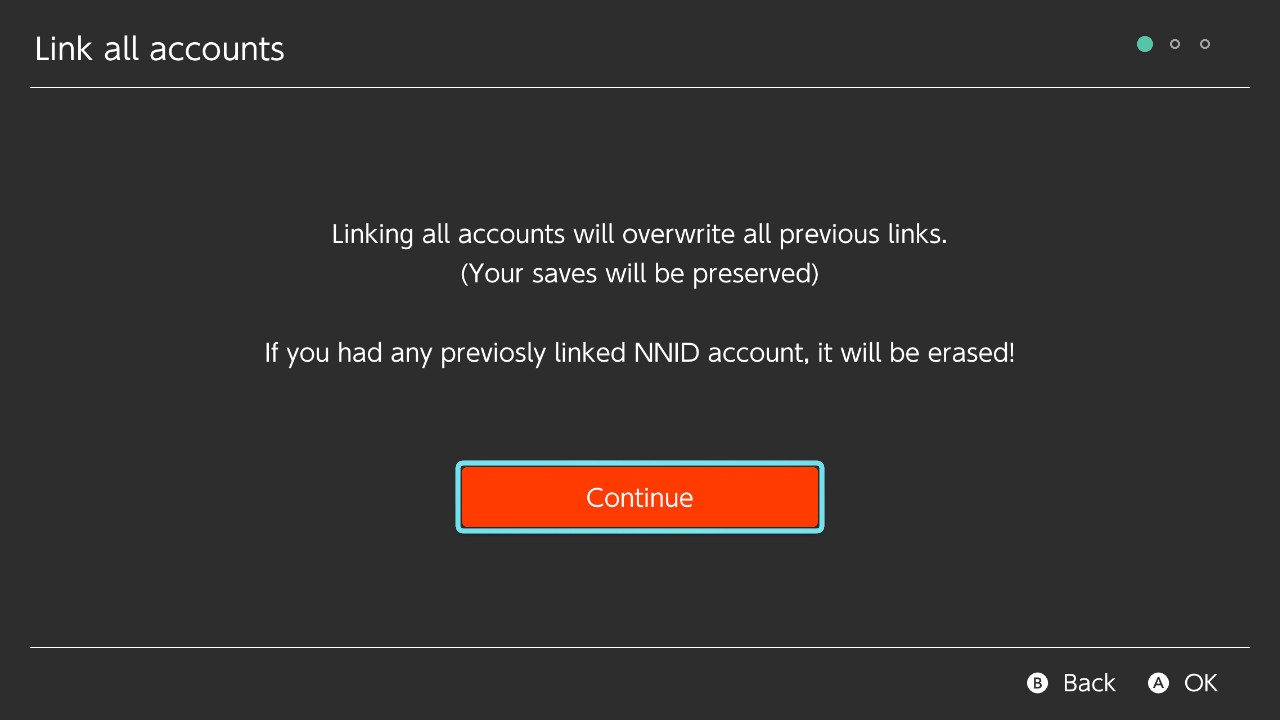 Link all accounts
Linking all accounts will overwrite all previous links.
(Your saves will be preserved)
If you had any previosly linked NNID account, it will be erased!
Continue
B Back A OK